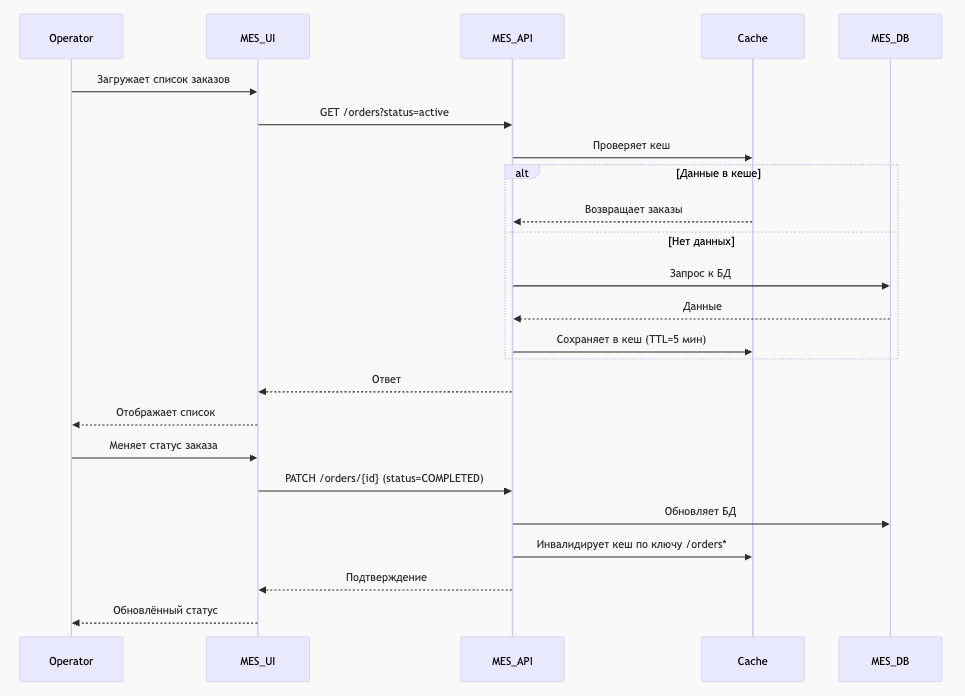 Operator
MES_UI
MES_API
Cache
MES_DB
Загружает список заказов
GET /orders?status=active
Проверяет кеш
alt
[Данные в кеше]
Возвращает заказы
[Нет данных]
Запрос к БД
Данные
Сохраняет в кеш (TTL=5 мин)
Ответ
Отображает список
Меняет статус заказа
PATCH /orders/{id} (status=COMPLETED)
Обновляет БД
Инвалидирует кеш по ключу /orders*
Подтверждение
Обновлённый статус
Operator
MES_UI
MES_API
Cache
MES_DB